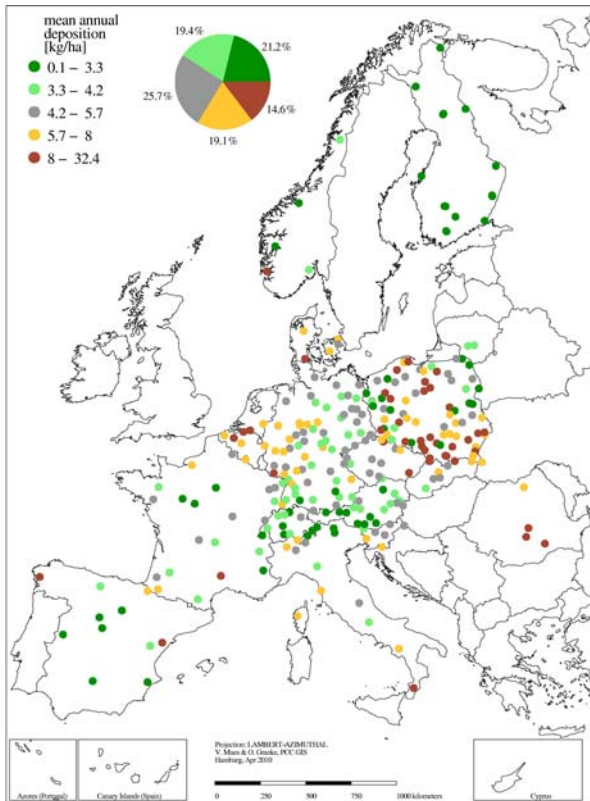 mean annual
deposition
[kg/ha]
0.1 – 3.3
3.3 – 4.2
4.2 – 5.7
5.7 – 8
8 – 32.4
19.4%
21.2%
25.7%
14.6%
19.1%
Projection: LAMBERT-AZIMUTHAL
V. Mues & O. Granke, PCC GIS
Hamburg, Apr 2010
0 250 500 750 1000 kilometers
Azores (Portugal)
Canary Islands (Spain)
Cyprus